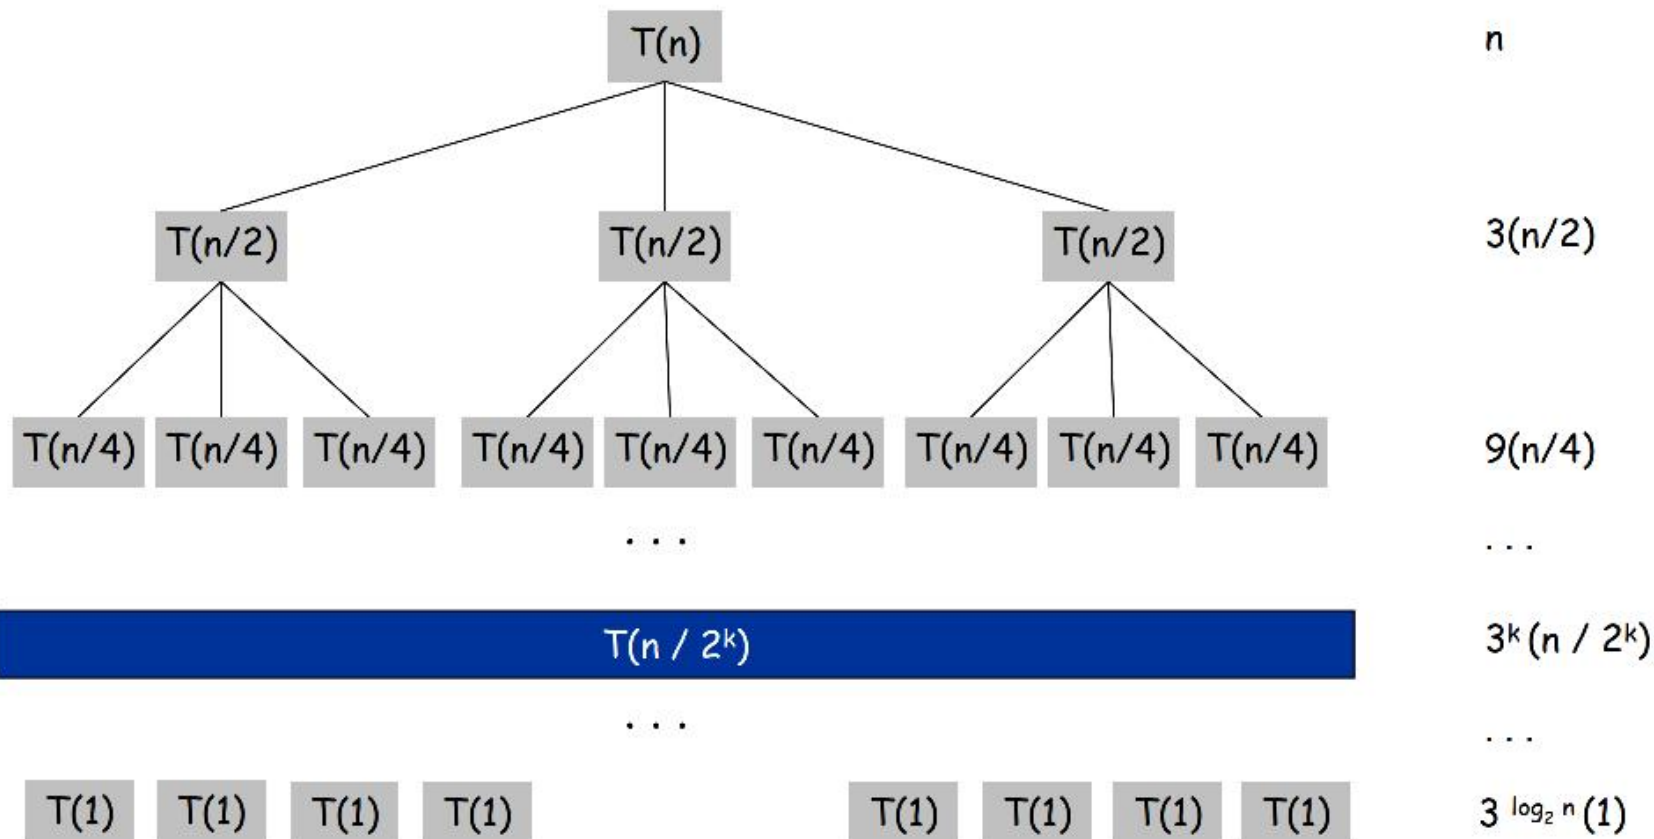 T(n) n
T(n/2) T(n/2) T(n/2) 3(n/2)
T(n/4) T(n/4) T(n/4) T(n/4) T(n/4) T(n/4) T(n/4) T(n/4) T(n/4) 9(n/4)
. . . . . .
T(n / 2ᵏ) 3ᵏ (n / 2ᵏ)
. . . . . .
T(1) T(1) T(1) T(1) T(1) T(1) T(1) T(1) 3 ^(log₂ n) (1)